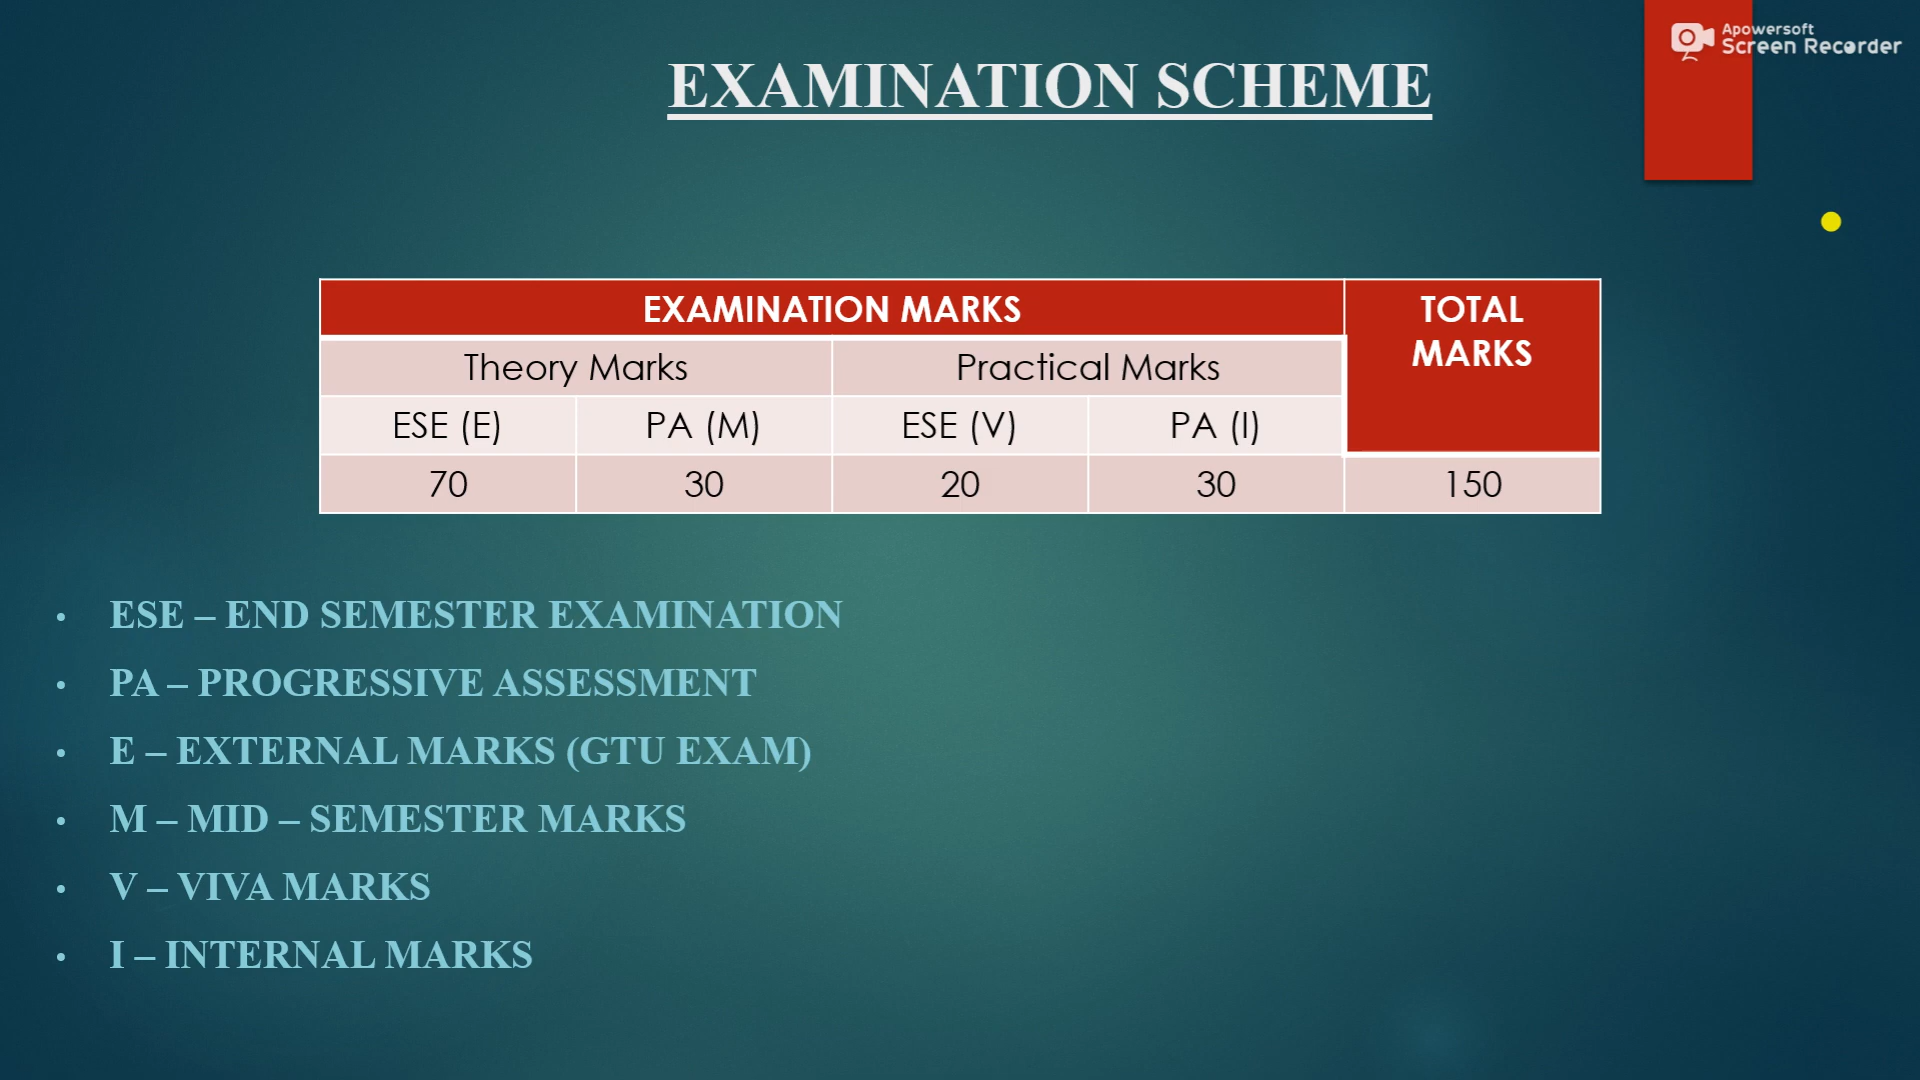 Apowersoft
Screen Recorder
EXAMINATION SCHEME
EXAMINATION MARKS
TOTAL
MARKS
Theory Marks
Practical Marks
ESE (E)
PA (M)
ESE (V)
PA (I)
70
30
20
30
150
• ESE – END SEMESTER EXAMINATION
• PA – PROGRESSIVE ASSESSMENT
• E – EXTERNAL MARKS (GTU EXAM)
• M – MID – SEMESTER MARKS
• V – VIVA MARKS
• I – INTERNAL MARKS